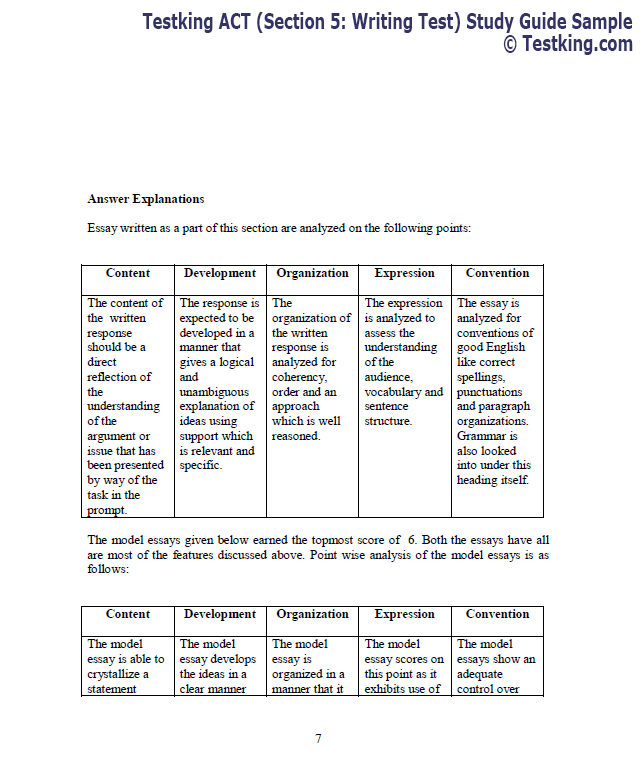 Testking ACT (Section 5: Writing Test) Study Guide Sample
© Testking.com
Answer Explanations
Essay written as a part of this section are analyzed on the following points:
Content
The content of
the written
response
should be a
direct
reflection of
the
understanding
of the
argument or
issue that has
been presented
by way of the
task in the
prompt.
Development
The response is
expected to be
developed in a
manner that
gives a logical
and
unambiguous
explanation of
ideas using
support which
is relevant and
specific.
Organization
The
organization of
the written
response is
analyzed for
coherency,
order and an
approach
which is well
reasoned.
Expression
The expression
is analyzed to
assess the
understanding
of the
audience,
vocabulary and
sentence
structure.
Convention
The essay is
analyzed for
conventions of
good English
like correct
spellings,
punctuations
and paragraph
organizations.
Grammar is
also looked
into under this
heading itself.
The model essays given below earned the topmost score of 6. Both the essays have all
are most of the features discussed above. Point wise analysis of the model essays is as
follows:
Content
The model
essay is able to
crystallize a
statement
Development
The model
essay develops
the ideas in a
clear manner
Organization
The model
essay is
organized in a
manner that it
Expression
The model
essay scores on
this point as it
exhibits use of
Convention
The model
essays show an
adequate
control over
7